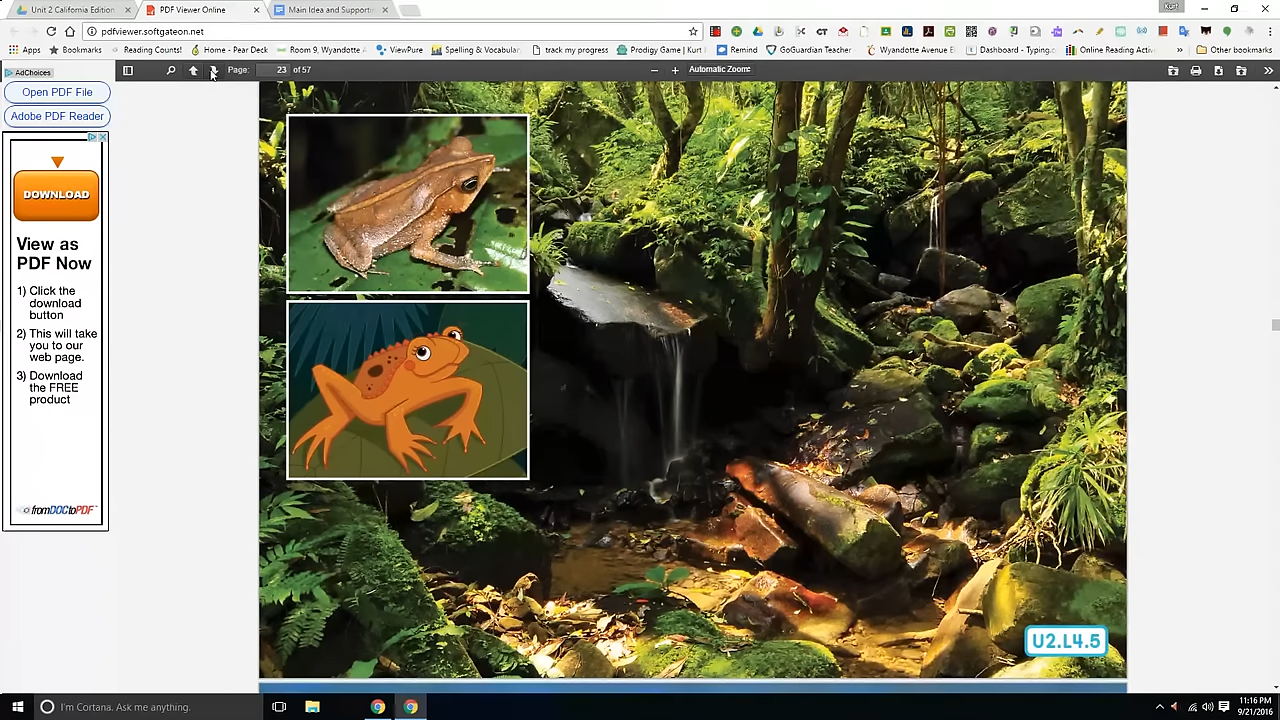 Unit 2 California Edition
PDF Viewer Online
Main Idea and Supporti
Kurt
pdfviewer.softgateon.net
Apps
Bookmark
Reading Counts!
Home - Pear Deck
Room 9, Wyandotte
ViewPure
Spelling & Vocabular
track my progress
Prodigy Game | Kurt
Remind
GoGuardian Teacher
Wyandotte Avenue E
Dashboard - Typing.c
Online Reading Activ
Other bookmarks
AdChoices
Page: 23 of 57
Automatic Zoom
Open PDF File
Adobe PDF Reader
DOWNLOAD
View as
PDF Now
1) Click the
download
button
2) This will take
you to our
web page.
3) Download
the FREE
product
fromDOCtoPDF
U2.L4.5
I'm Cortana. Ask me anything.
11:16 PM
9/21/2016